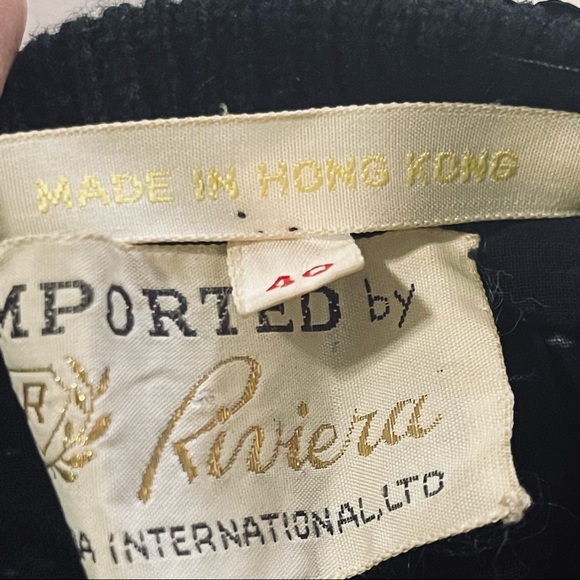 MADE IN HONG KONG
40
MPORTED by
R
Riviera
A INTERNATIONAL, LTD